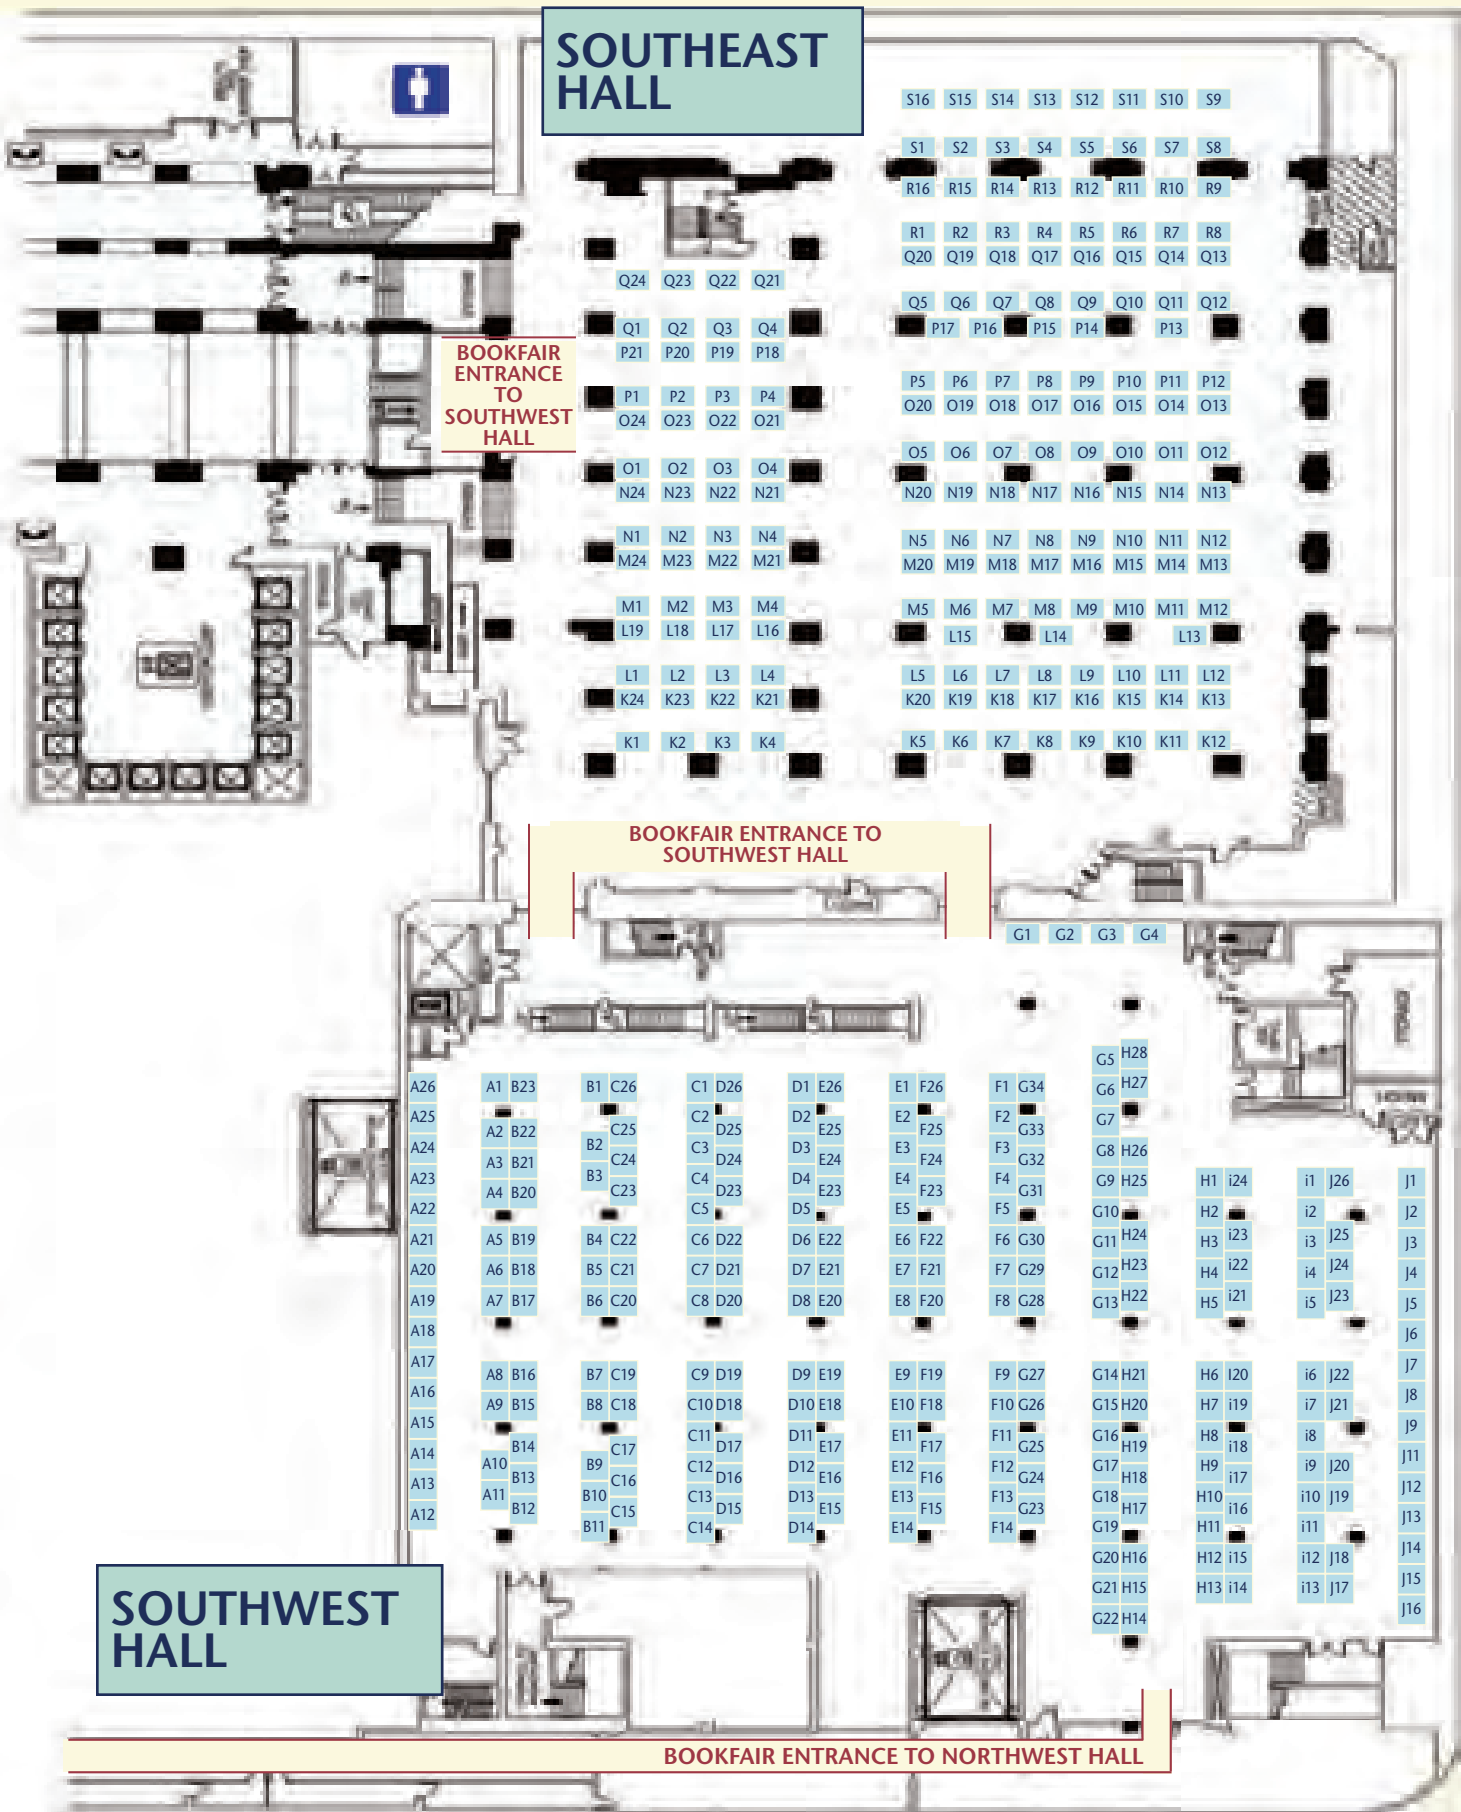 SOUTHEAST
HALL
S16 S15 S14 S13 S12 S11 S10 S9
S1 S2 S3 S4 S5 S6 S7 S8
R16 R15 R14 R13 R12 R11 R10 R9
R1 R2 R3 R4 R5 R6 R7 R8
Q20 Q19 Q18 Q17 Q16 Q15 Q14 Q13
Q24 Q23 Q22 Q21
Q5 Q6 Q7 Q8 Q9 Q10 Q11 Q12
Q1 Q2 Q3 Q4
P17 P16 P15 P14 P13
P21 P20 P19 P18
BOOKFAIR
ENTRANCE
TO
SOUTHWEST
HALL
P5 P6 P7 P8 P9 P10 P11 P12
P1 P2 P3 P4
O20 O19 O18 O17 O16 O15 O14 O13
O24 O23 O22 O21
O5 O6 O7 O8 O9 O10 O11 O12
O1 O2 O3 O4
N24 N23 N22 N21
N20 N19 N18 N17 N16 N15 N14 N13
N1 N2 N3 N4
N5 N6 N7 N8 N9 N10 N11 N12
M24 M23 M22 M21
M20 M19 M18 M17 M16 M15 M14 M13
M1 M2 M3 M4
M5 M6 M7 M8 M9 M10 M11 M12
L19 L18 L17 L16
L15 L14 L13
L1 L2 L3 L4
L5 L6 L7 L8 L9 L10 L11 L12
K24 K23 K22 K21
K20 K19 K18 K17 K16 K15 K14 K13
K1 K2 K3 K4
K5 K6 K7 K8 K9 K10 K11 K12
BOOKFAIR ENTRANCE TO
SOUTHWEST HALL
G1 G2 G3 G4
A26
A25
A24
A23
A22
A21
A20
A19
A18
A17
A16
A15
A14
A13
A12
A1 B23
A2 B22
A3 B21
A4 B20
A5 B19
A6 B18
A7 B17
A8 B16
A9 B15
B14
A10
B13
A11
B12
B1 C26
C25
B2
C24
B3
C23
B4 C22
B5 C21
B6 C20
B7 C19
B8 C18
C17
B9
C16
B10
C15
B11
C1 D26
C2
D25
C3
D24
C4
D23
C5
C6 D22
C7 D21
C8 D20
C9 D19
C10 D18
C11
D17
C12
D16
C13
D15
C14
D1 E26
D2
E25
D3
E24
D4
E23
D5
D6 E22
D7 E21
D8 E20
D9 E19
D10 E18
D11
E17
D12
E16
D13
E15
D14
E1 F26
E2
F25
E3
F24
E4
F23
E5
E6 F22
E7 F21
E8 F20
E9 F19
E10 F18
E11
F17
E12
F16
E13
F15
E14
F1 G34
F2
G33
F3
G32
F4
G31
F5
F6 G30
F7 G29
F8 G28
F9 G27
F10 G26
F11
G25
F12
G24
F13
G23
F14
H28
G5
H27
G6
G7
G8 H26
G9 H25
G10
H24
G11
H23
G12
H22
G13
G14 H21
G15 H20
G16
H19
G17
H18
G18
H17
G19
G20 H16
G21 H15
G22 H14
H1 i24
H2
i23
H3
i22
H4
i21
H5
H6 I20
H7 i19
H8
i18
H9
i17
H10
i16
H11
H12 i15
H13 i14
i1 J26
i2
J25
i3
J24
i4
J23
i5
i6 J22
i7 J21
i8
i9 J20
i10 J19
i11
i12 J18
i13 J17
J1
J2
J3
J4
J5
J6
J7
J8
J9
J11
J12
J13
J14
J15
J16
SOUTHWEST
HALL
BOOKFAIR ENTRANCE TO NORTHWEST HALL